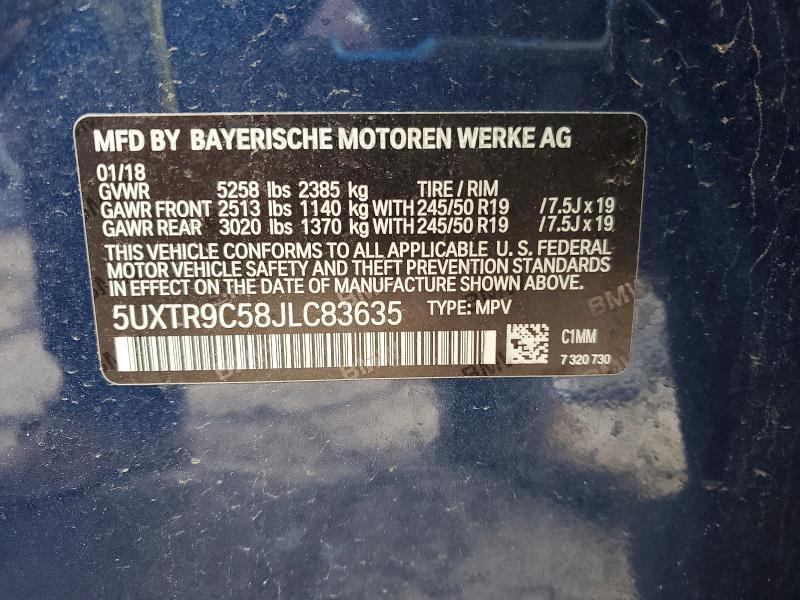 MFD BY BAYERISCHE MOTOREN WERKE AG
01/18
GVWR 5258 lbs 2385 kg TIRE / RIM
GAWR FRONT 2513 lbs 1140 kg WITH 245/50 R19 / 7.5J x 19
GAWR REAR 3020 lbs 1370 kg WITH 245/50 R19 / 7.5J x 19
THIS VEHICLE CONFORMS TO ALL APPLICABLE U.S. FEDERAL
MOTOR VEHICLE SAFETY AND THEFT PREVENTION STANDARDS
IN EFFECT ON THE DATE OF MANUFACTURE SHOWN ABOVE.
5UXTR9C58JLC83635 TYPE: MPV
C1MM
7 320 730